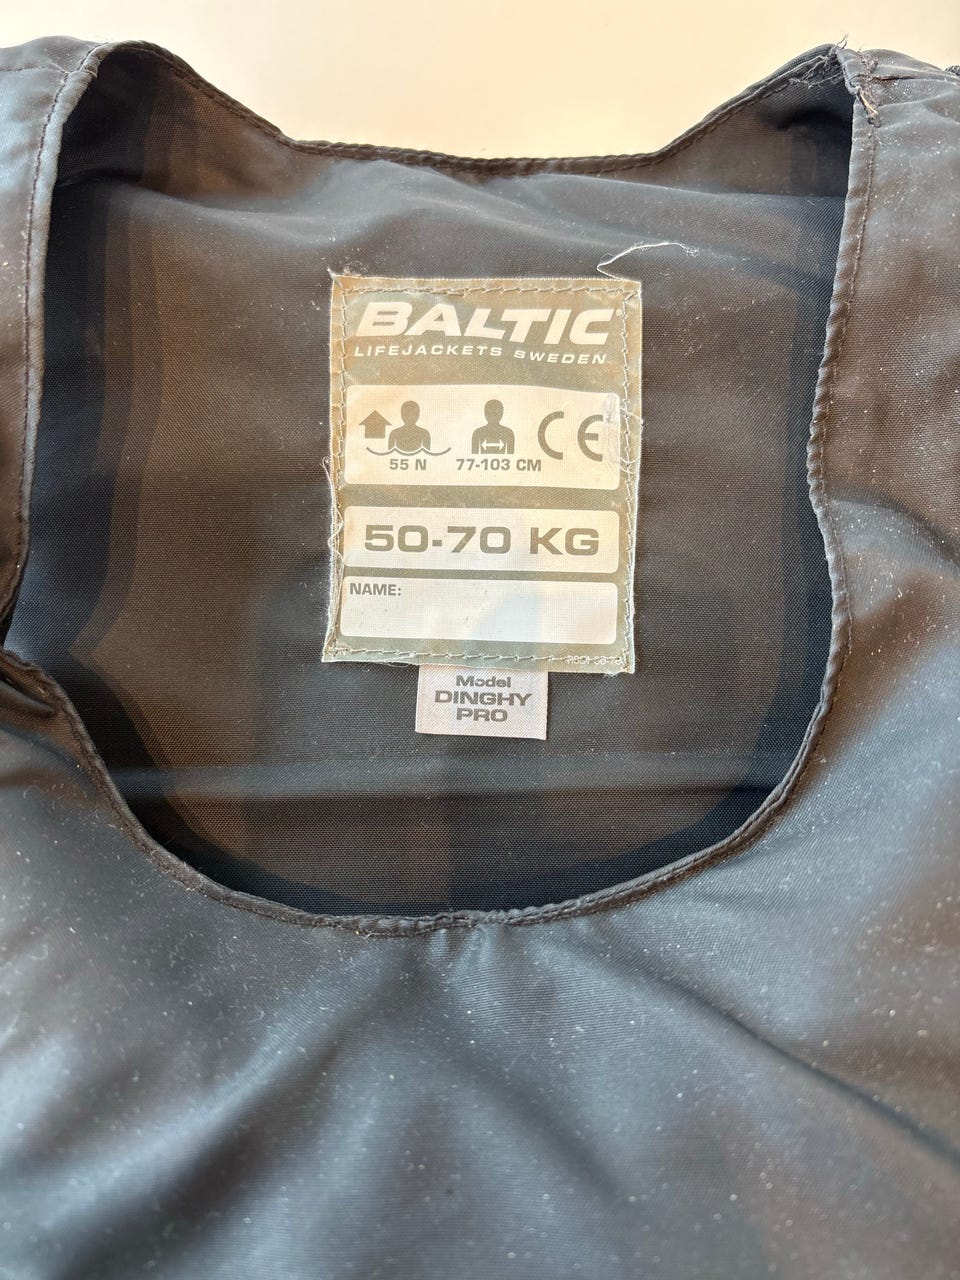 BALTIC®
LIFEJACKETS SWEDEN
55 N 77-103 CM CE
50-70 KG
NAME:
Model
DINGHY
PRO